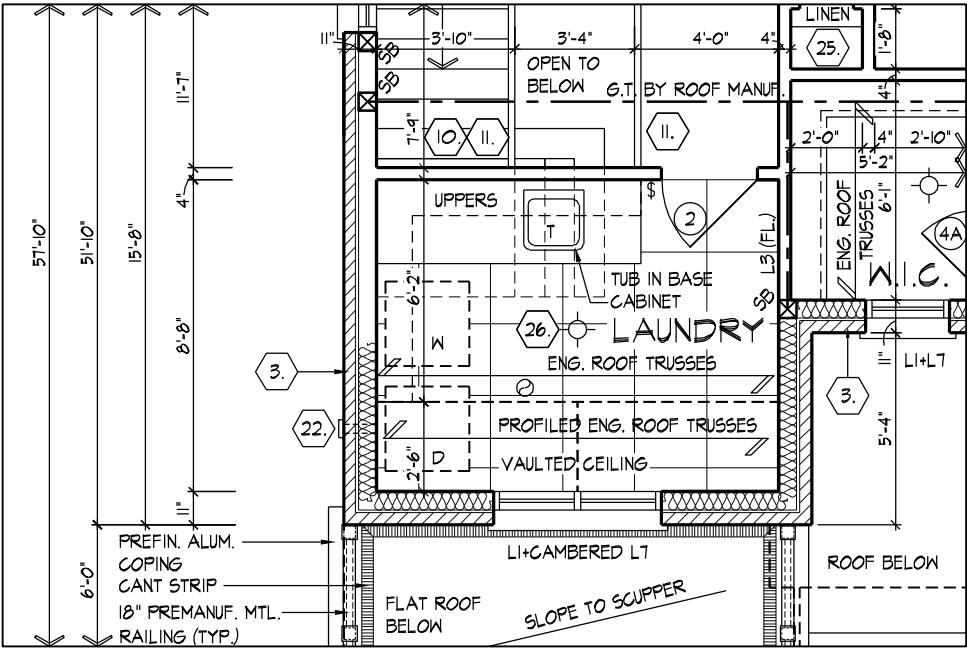 LINEN
25.
1'-8"
11"
3'-10"
3'-4"
4'-0"
4"
SB
SB
OPEN TO
BELOW
G.T. BY ROOF MANUF.
4"
11'-7"
7'-9"
10.
11.
11.
2'-0"
4"
2'-10"
5'-2"
4"
UPPERS
$
2
ENG. ROOF
TRUSSES
6'-1"
4A
57'-10"
51'-10"
15'-8"
T
L3 (FL.)
W.I.C.
6'-2"
TUB IN BASE
CABINET
SB
8'-8"
W
26.
LAUNDRY
ENG. ROOF TRUSSES
11"
L1+L7
3.
3.
22.
PROFILED ENG. ROOF TRUSSES
5'-4"
2'-6"
D
VAULTED CEILING
11"
PREFIN. ALUM.
COPING
CANT STRIP
18" PREMANUF. MTL.
RAILING (TYP.)
6'-0"
L1+CAMBERED L7
ROOF BELOW
FLAT ROOF
BELOW
SLOPE TO SCUPPER